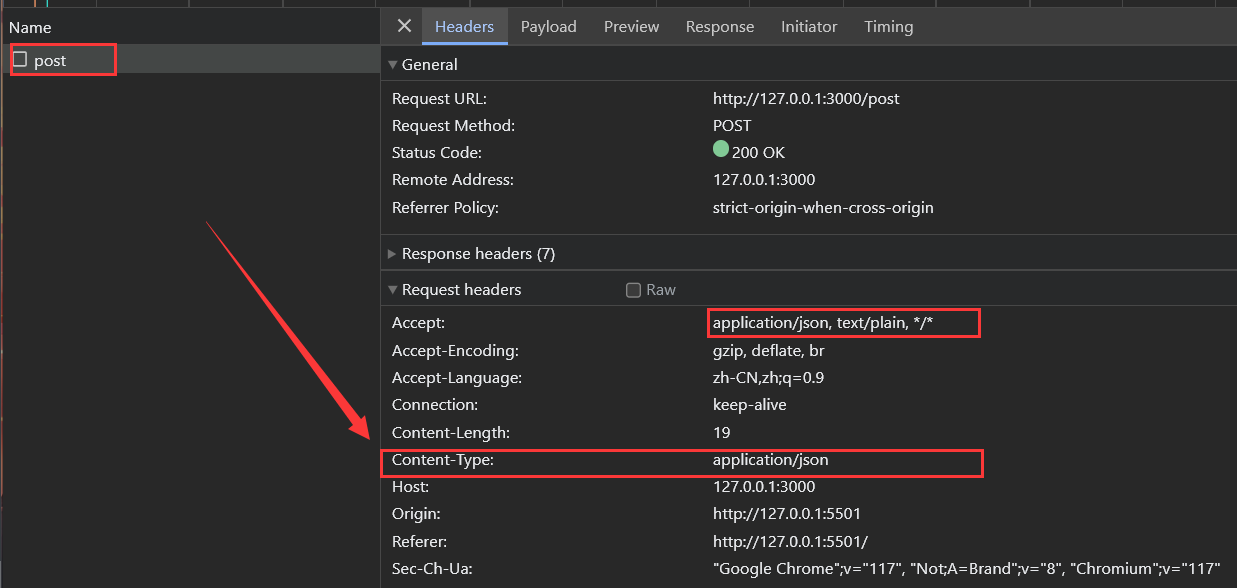 Name
post
Headers Payload Preview Response Initiator Timing
General
Request URL: http://127.0.0.1:3000/post
Request Method: POST
Status Code: 200 OK
Remote Address: 127.0.0.1:3000
Referrer Policy: strict-origin-when-cross-origin
Response headers (7)
Request headers Raw
Accept: application/json, text/plain, */*
Accept-Encoding: gzip, deflate, br
Accept-Language: zh-CN,zh;q=0.9
Connection: keep-alive
Content-Length: 19
Content-Type: application/json
Host: 127.0.0.1:3000
Origin: http://127.0.0.1:5501
Referer: http://127.0.0.1:5501/
Sec-Ch-Ua: "Google Chrome";v="117", "Not;A=Brand";v="8", "Chromium";v="117"